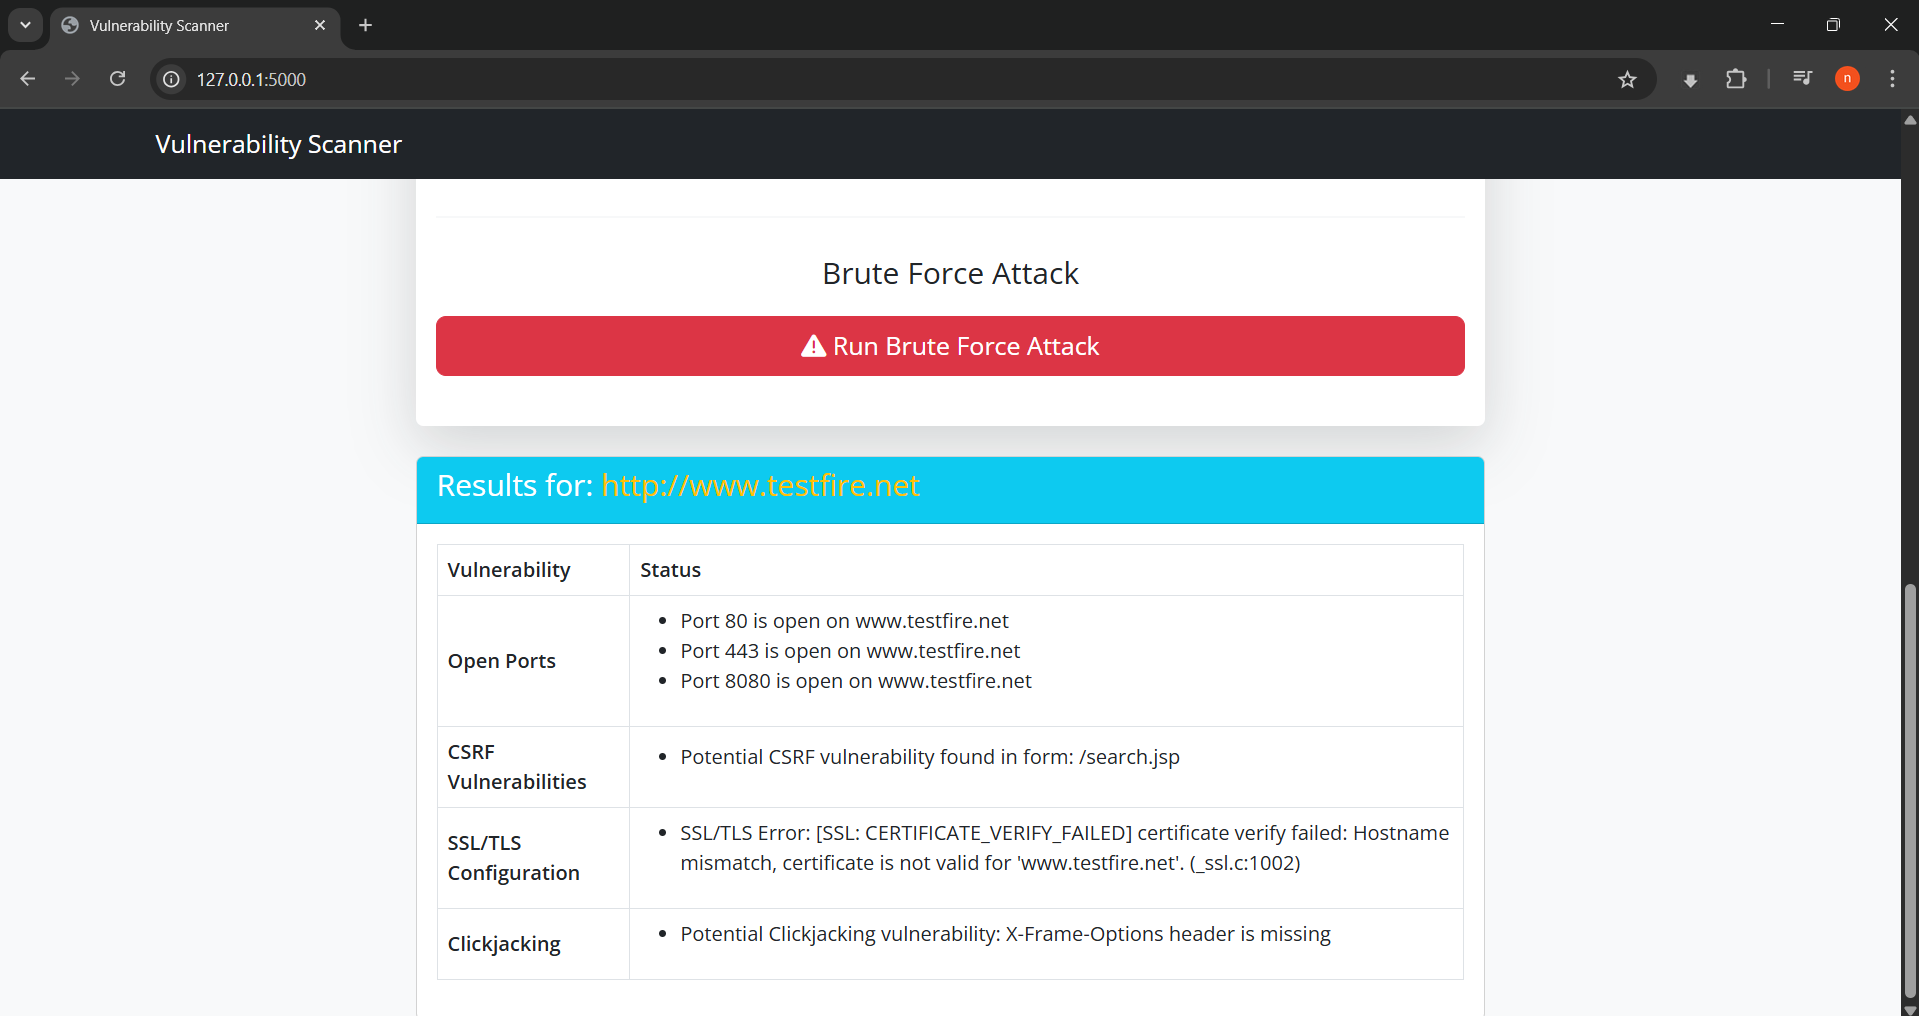 Vulnerability Scanner
127.0.0.1:5000
n
Vulnerability Scanner
Brute Force Attack
Run Brute Force Attack
Results for: http://www.testfire.net
Vulnerability Status
Open Ports
• Port 80 is open on www.testfire.net
• Port 443 is open on www.testfire.net
• Port 8080 is open on www.testfire.net
CSRF
Vulnerabilities
• Potential CSRF vulnerability found in form: /search.jsp
SSL/TLS
Configuration
• SSL/TLS Error: [SSL: CERTIFICATE_VERIFY_FAILED] certificate verify failed: Hostname
mismatch, certificate is not valid for 'www.testfire.net'. (_ssl.c:1002)
Clickjacking
• Potential Clickjacking vulnerability: X-Frame-Options header is missing